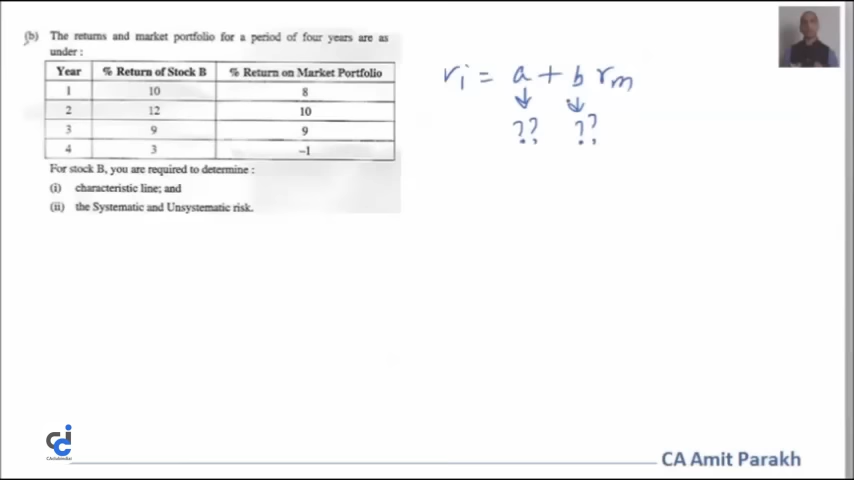 (b) The returns and market portfolio for a period of four years are as
under :
Year % Return of Stock B % Return on Market Portfolio
1 10 8
2 12 10
3 9 9
4 3 –1
For stock B, you are required to determine :
(i) characteristic line; and
(ii) the Systematic and Unsystematic risk.
ri = a + b rm
?? ??
CA Amit Parakh